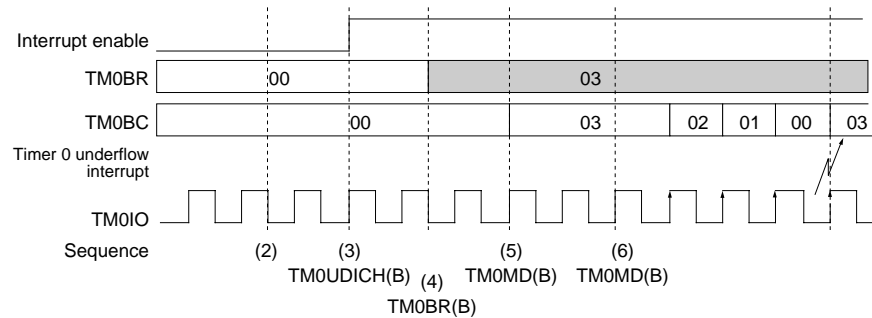 Interrupt enable
TM0BR 00 03
TM0BC 00 03 02 01 00 03
Timer 0 underflow
interrupt
TM0IO
Sequence (2) (3) (5) (6)
TM0UDICH(B) (4) TM0MD(B) TM0MD(B)
TM0BR(B)